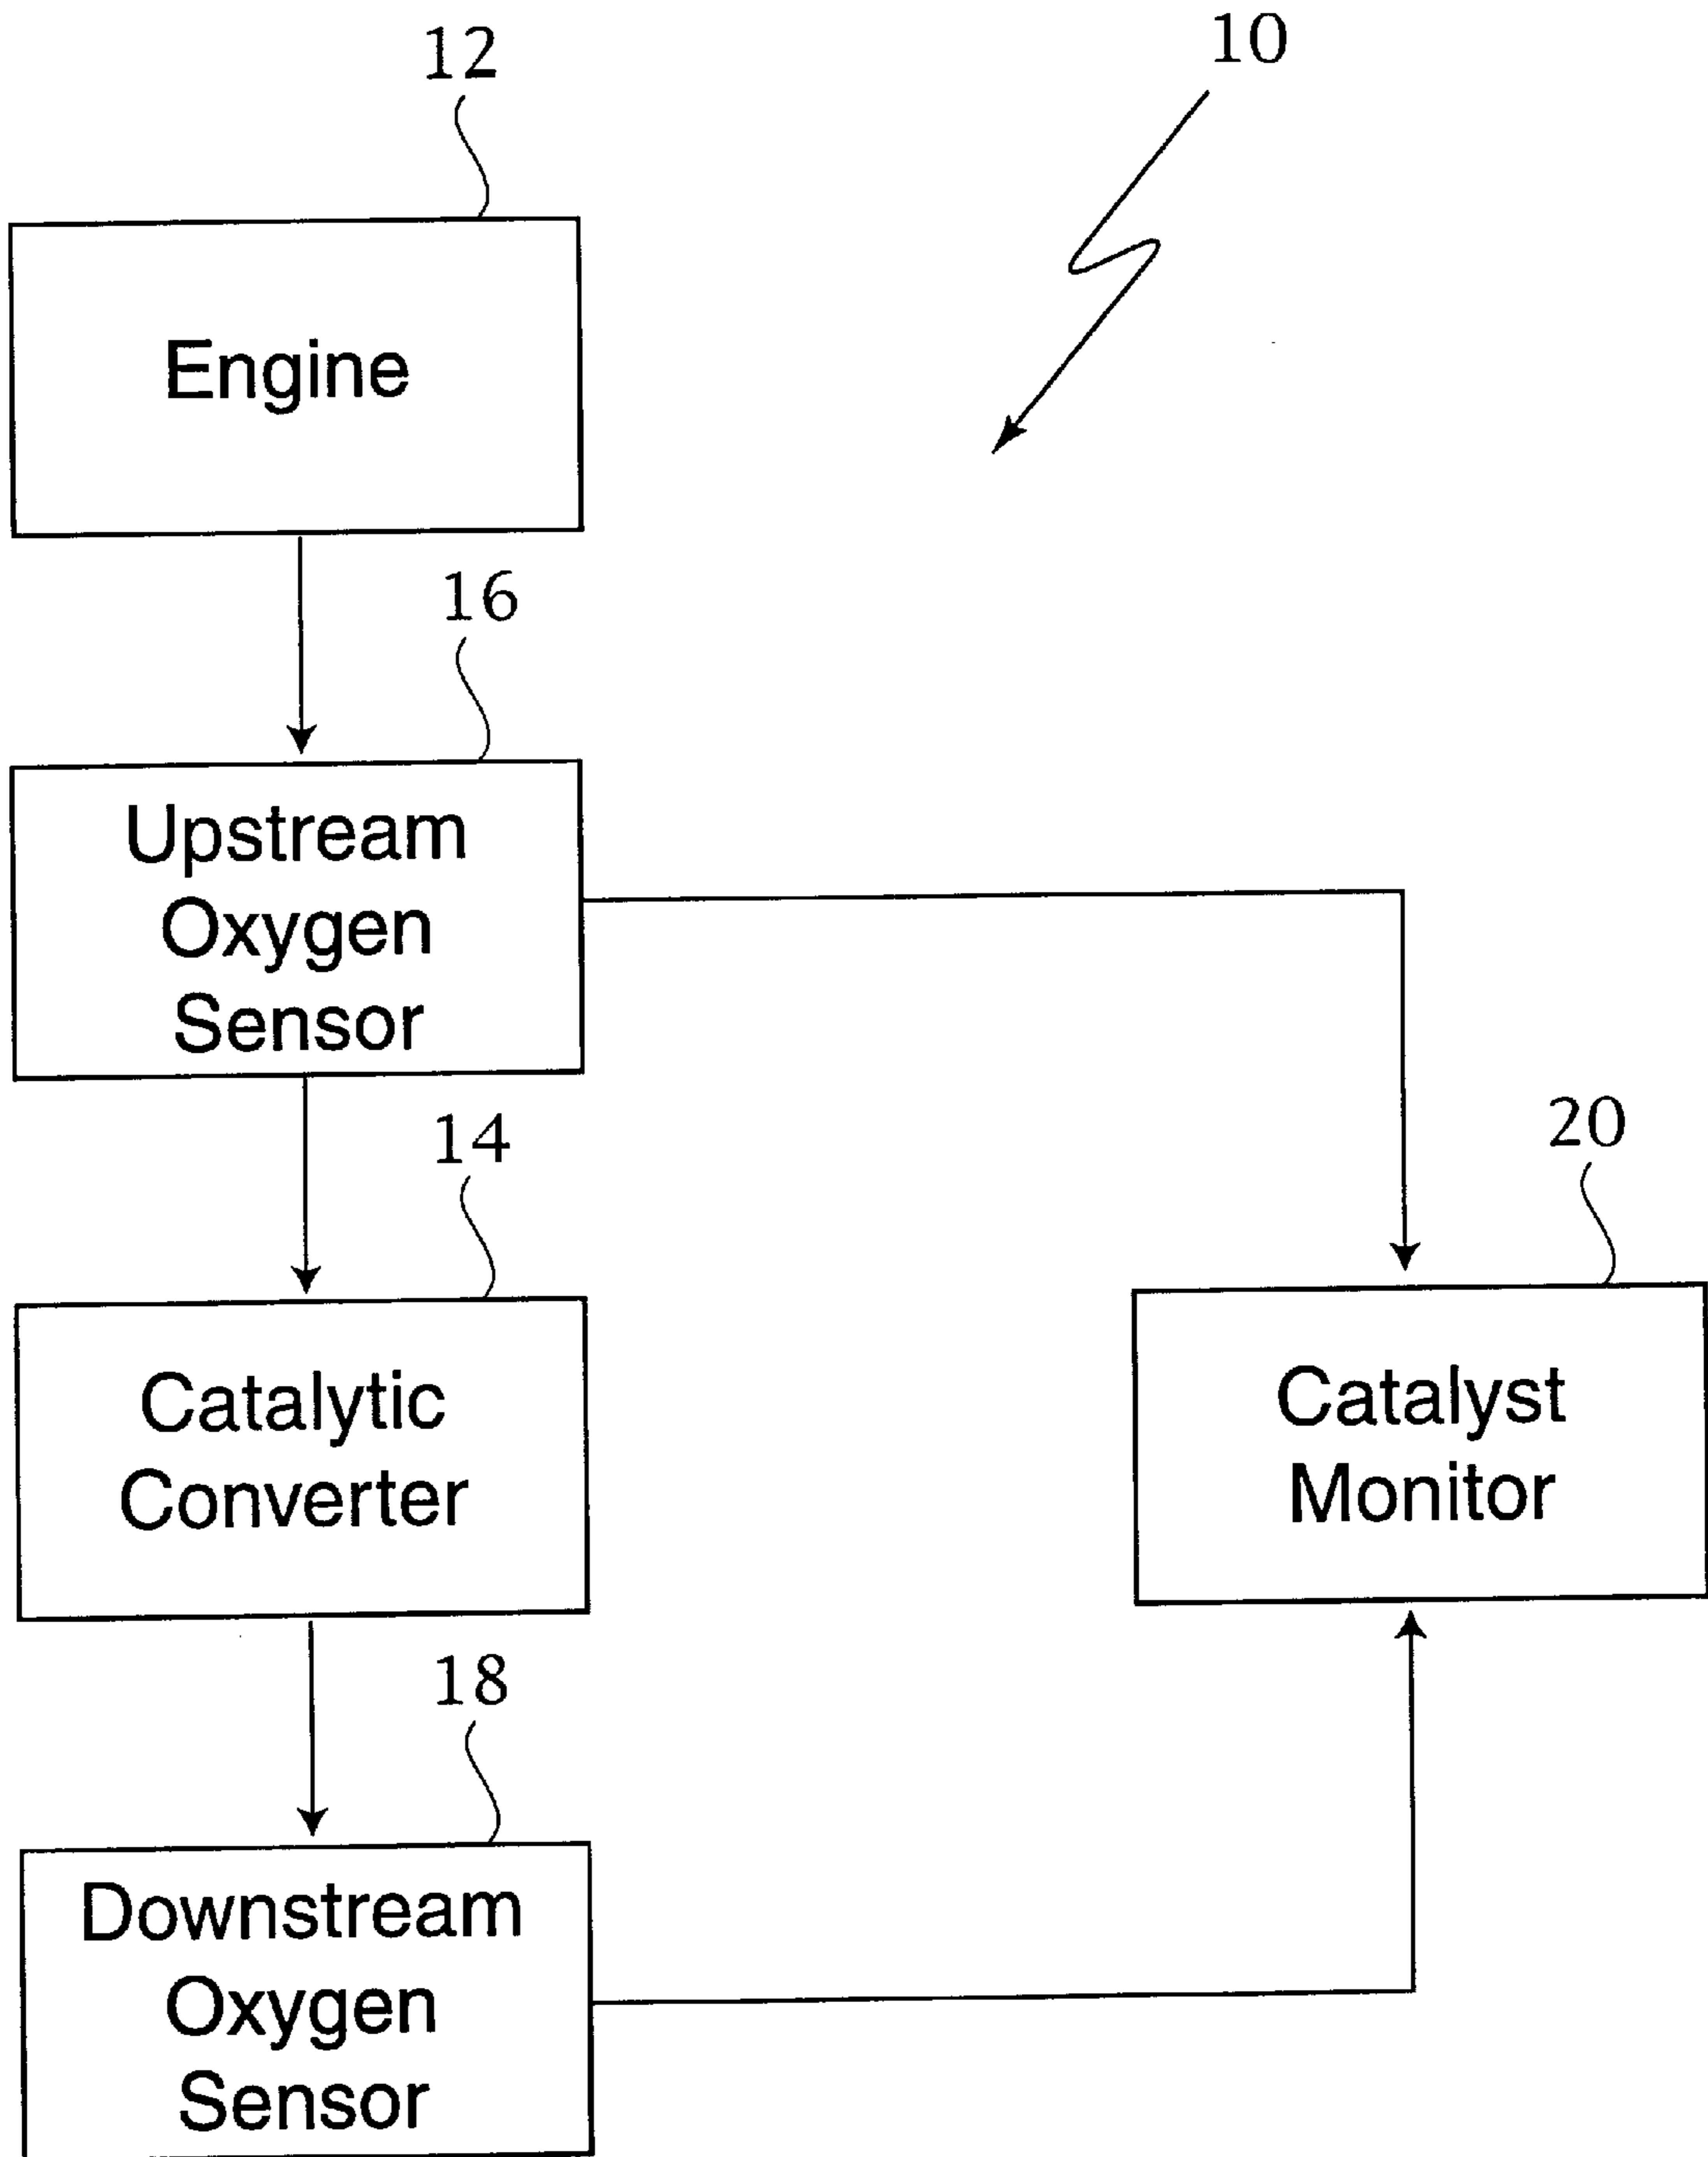 12
10
Engine
16
Upstream
Oxygen
Sensor
14
20
Catalytic
Converter
Catalyst
Monitor
18
Downstream
Oxygen
Sensor